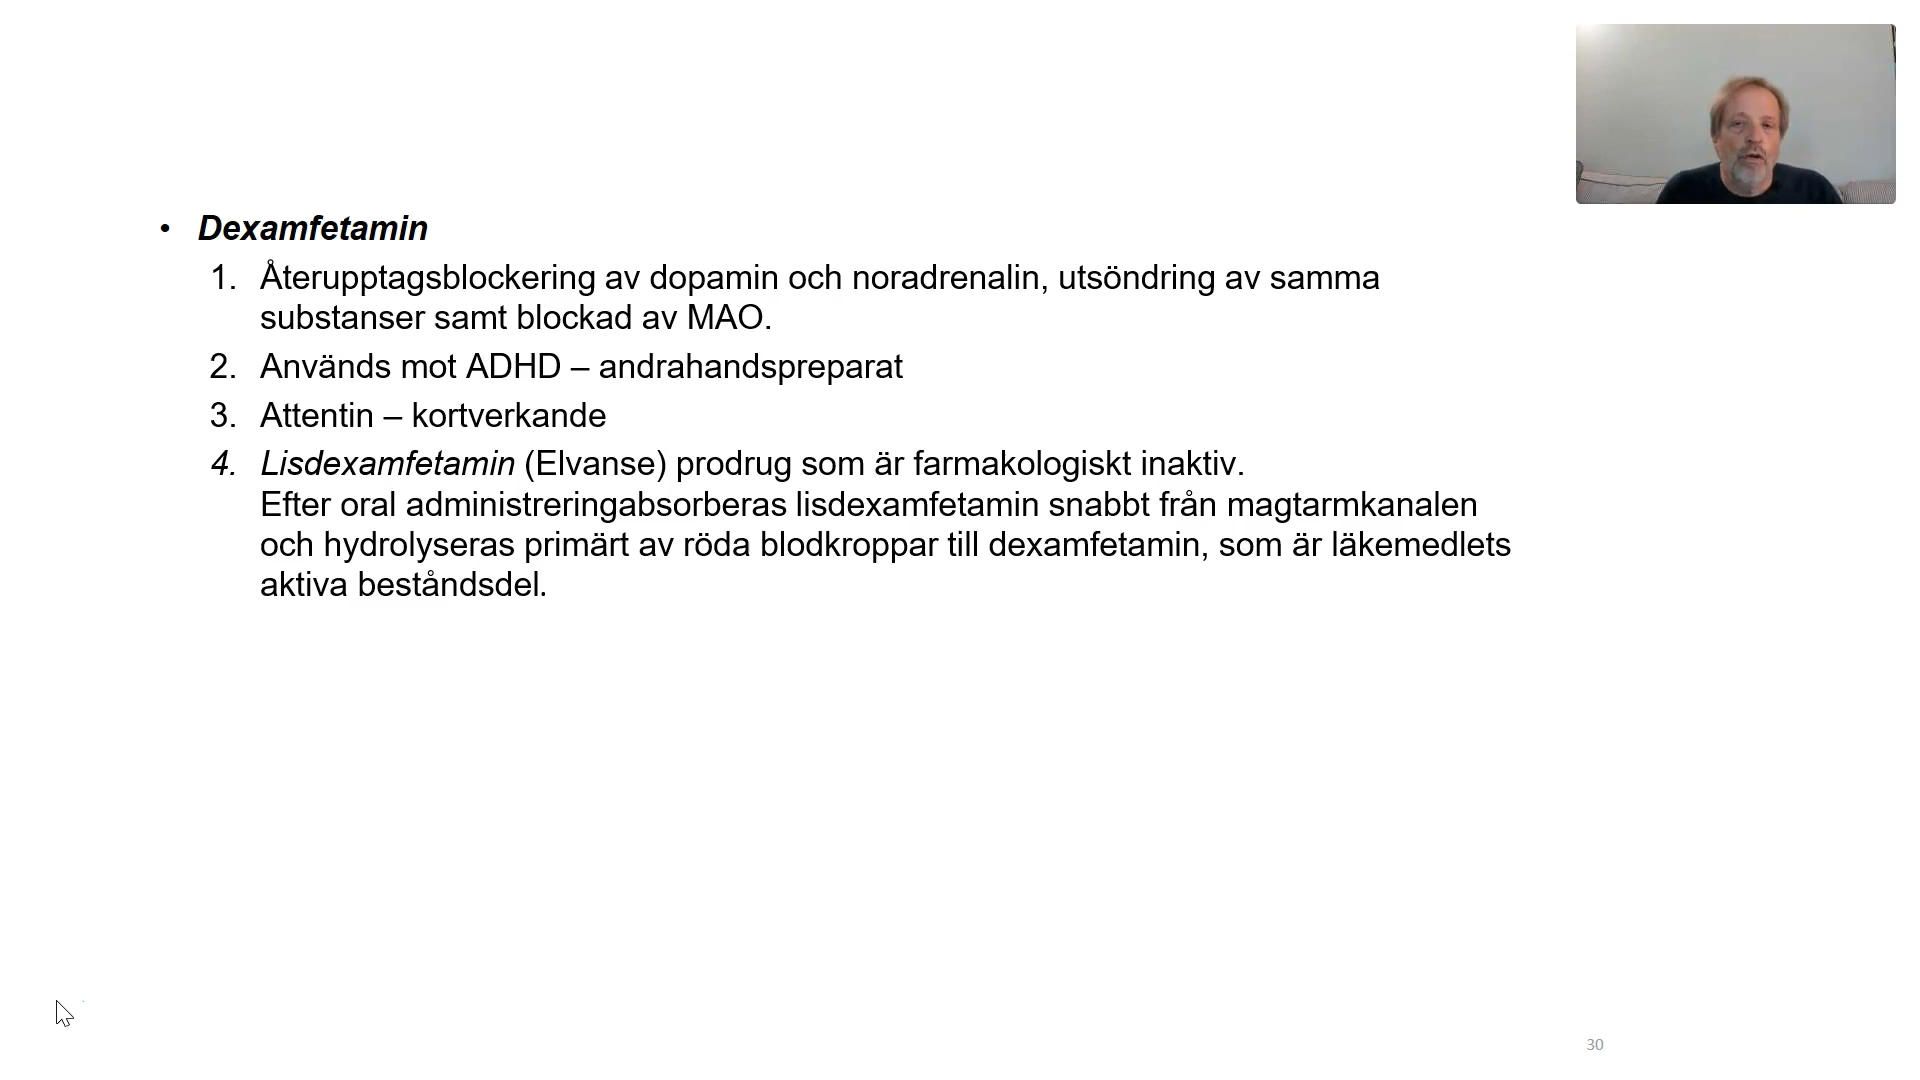 • Dexamfetamin
1. Återupptagsblockering av dopamin och noradrenalin, utsöndring av samma
substanser samt blockad av MAO.
2. Används mot ADHD – andrahandspreparat
3. Attentin – kortverkande
4. Lisdexamfetamin (Elvanse) prodrug som är farmakologiskt inaktiv.
Efter oral administreringabsorberas lisdexamfetamin snabbt från magtarmkanalen
och hydrolyseras primärt av röda blodkroppar till dexamfetamin, som är läkemedlets
aktiva beståndsdel.
30